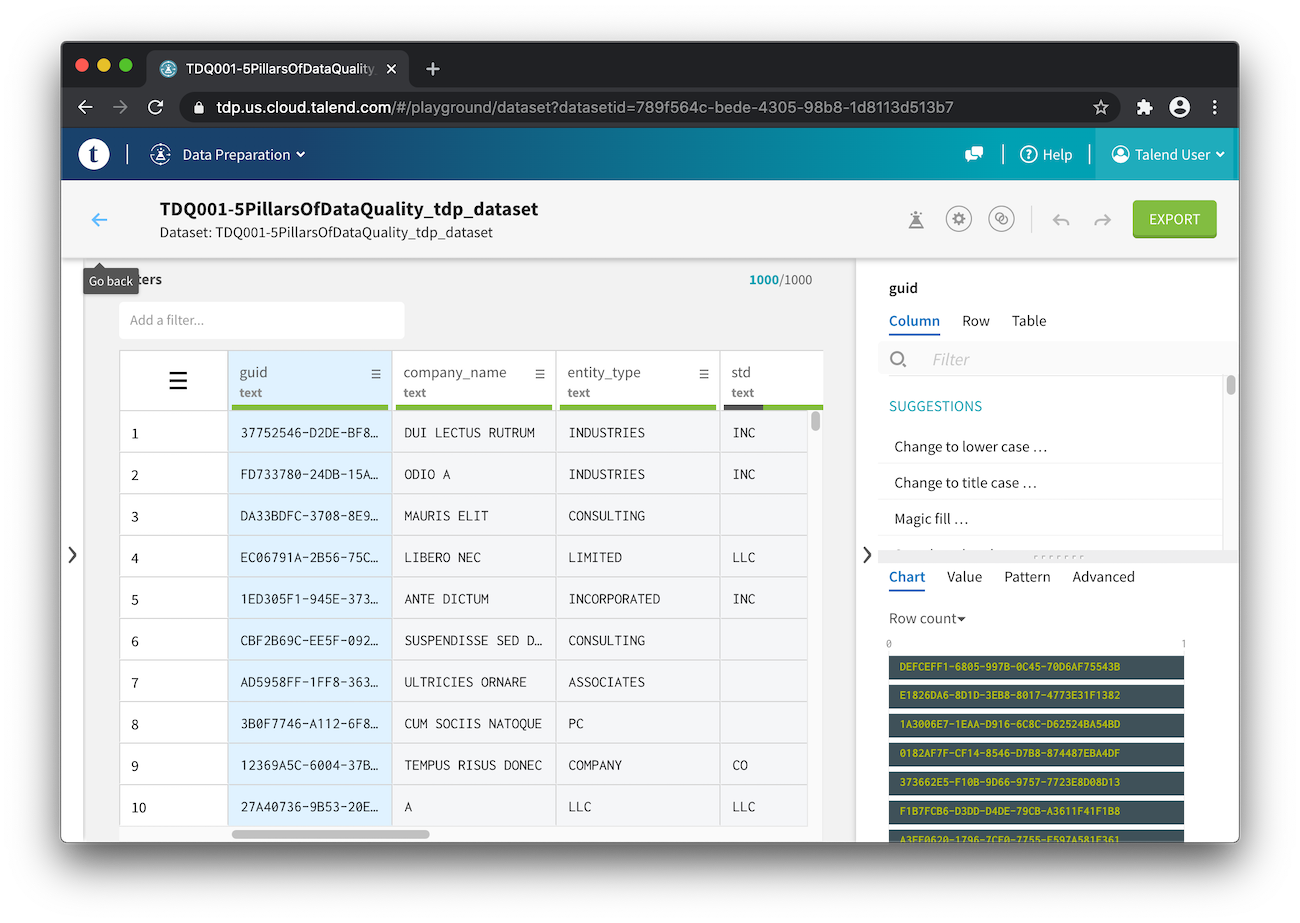 TDQ001-5PillarsOfDataQuality
tdp.us.cloud.talend.com/#/playground/dataset?datasetid=789f564c-bede-4305-98b8-1d8113d513b7
t Data Preparation Help Talend User
TDQ001-5PillarsOfDataQuality_tdp_dataset
Dataset: TDQ001-5PillarsOfDataQuality_tdp_dataset
EXPORT
Go back
ters
1000/1000
Add a filter...
guid company_name entity_type std
text text text text
1 37752546-D2DE-BF8… DUI LECTUS RUTRUM INDUSTRIES INC
2 FD733780-24DB-15A… ODIO A INDUSTRIES INC
3 DA33BDFC-3708-8E9… MAURIS ELIT CONSULTING
4 EC06791A-2B56-75C… LIBERO NEC LIMITED LLC
5 1ED305F1-945E-373… ANTE DICTUM INCORPORATED INC
6 CBF2B69C-EE5F-092… SUSPENDISSE SED D… CONSULTING
7 AD5958FF-1FF8-363… ULTRICIES ORNARE ASSOCIATES
8 3B0F7746-A112-6F8… CUM SOCIIS NATOQUE PC
9 12369A5C-6004-37B… TEMPUS RISUS DONEC COMPANY CO
10 27A40736-9B53-20E… A LLC LLC
guid
Column Row Table
Filter
SUGGESTIONS
Change to lower case …
Change to title case …
Magic fill …
Chart Value Pattern Advanced
Row count
0 1
DEFCEFF1-6805-997B-0C45-70D6AF75543B
E1826DA6-8D1D-3EB8-8017-4773E31F1382
1A3006E7-1EAA-D916-6C8C-D62524BA54BD
0182AF7F-CF14-8546-D7B8-874487EBA4DF
373662E5-F10B-9D66-9757-7723E8D08D13
F1B7FCB6-D3DD-D4DE-79CB-A3611F41F1B8